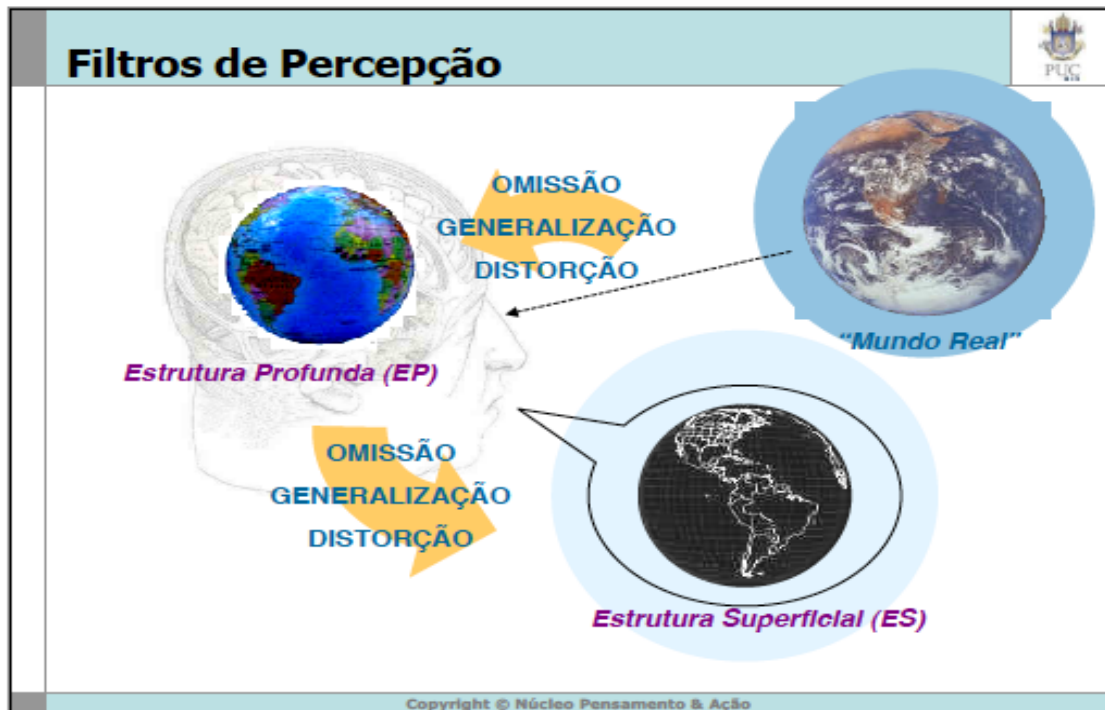 Filtros de Percepção
PUC
RIO
OMISSÃO
GENERALIZAÇÃO
DISTORÇÃO
"Mundo Real"
Estrutura Profunda (EP)
OMISSÃO
GENERALIZAÇÃO
DISTORÇÃO
Estrutura Superficial (ES)
Copyright © Núcleo Pensamento & Ação